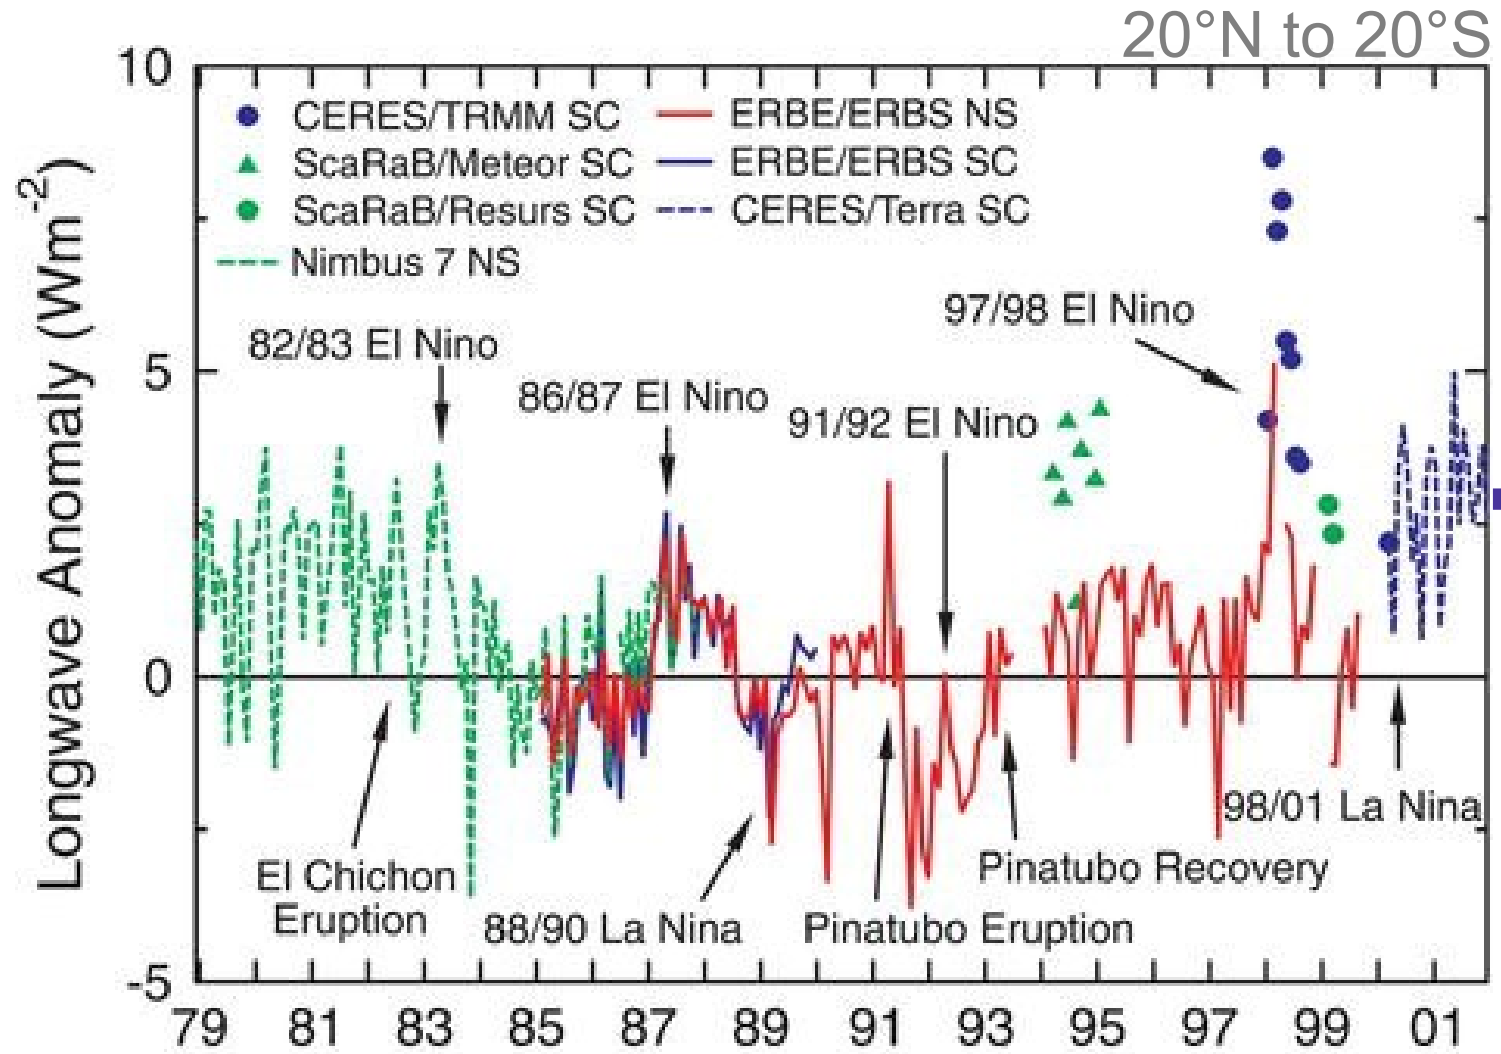 20°N to 20°S
10
CERES/TRMM SC
ERBE/ERBS NS
ScaRaB/Meteor SC
ERBE/ERBS SC
ScaRaB/Resurs SC
CERES/Terra SC
Nimbus 7 NS
Longwave Anomaly (Wm-2)
97/98 El Nino
82/83 El Nino
5
86/87 El Nino
91/92 El Nino
0
98/01 La Nina
El Chichon
Eruption
Pinatubo Recovery
88/90 La Nina
Pinatubo Eruption
-5
79 81 83 85 87 89 91 93 95 97 99 01